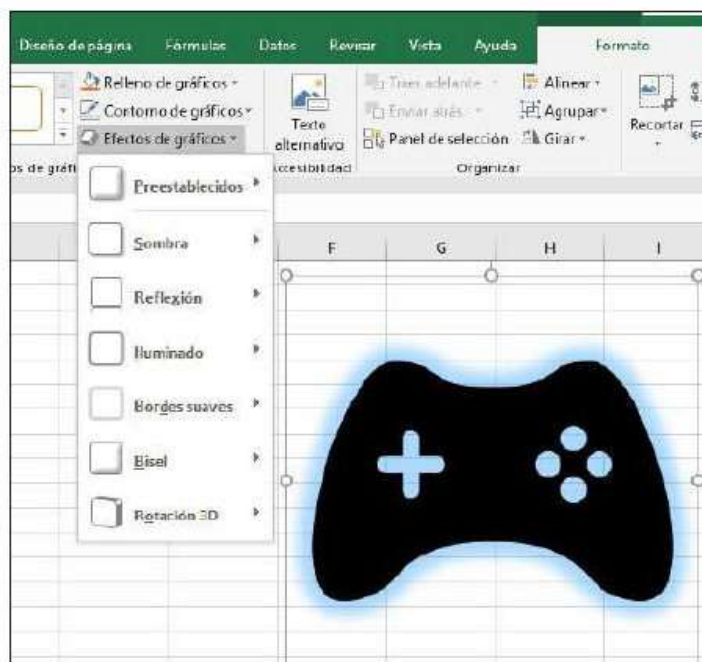 Diseño de página Fórmulas Datos Revisar Vista Ayuda Formato
Relleno de gráficos
Contorno de gráficos
Efectos de gráficos
Texto
alternativo
Traer adelante
Enviar atrás
Panel de selección
Alinear
Agrupar
Girar
Recortar
Organizar
Preestablecidos
Sombra
Reflexión
Iluminado
Bordes suaves
Bisel
Rotación 3D
F G H I